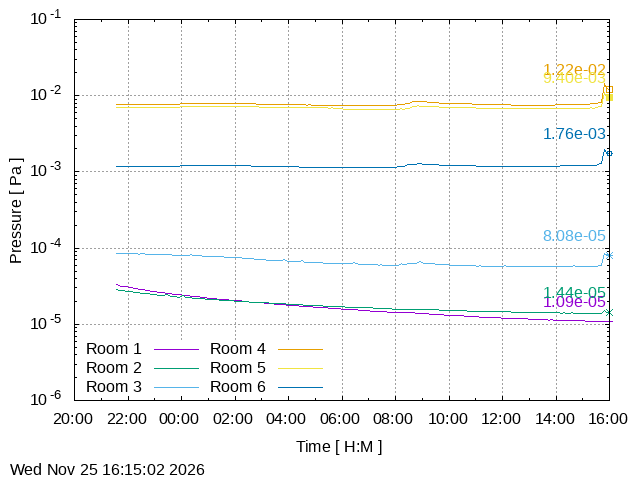 10^-1
10^-2
10^-3
10^-4
10^-5
10^-6
Pressure [ Pa ]
1.22e-02
9.40e-03
1.76e-03
8.08e-05
1.44e-05
1.09e-05
Room 1 Room 4
Room 2 Room 5
Room 3 Room 6
20:00 22:00 00:00 02:00 04:00 06:00 08:00 10:00 12:00 14:00 16:00
Time [ H:M ]
Wed Nov 25 16:15:02 2026